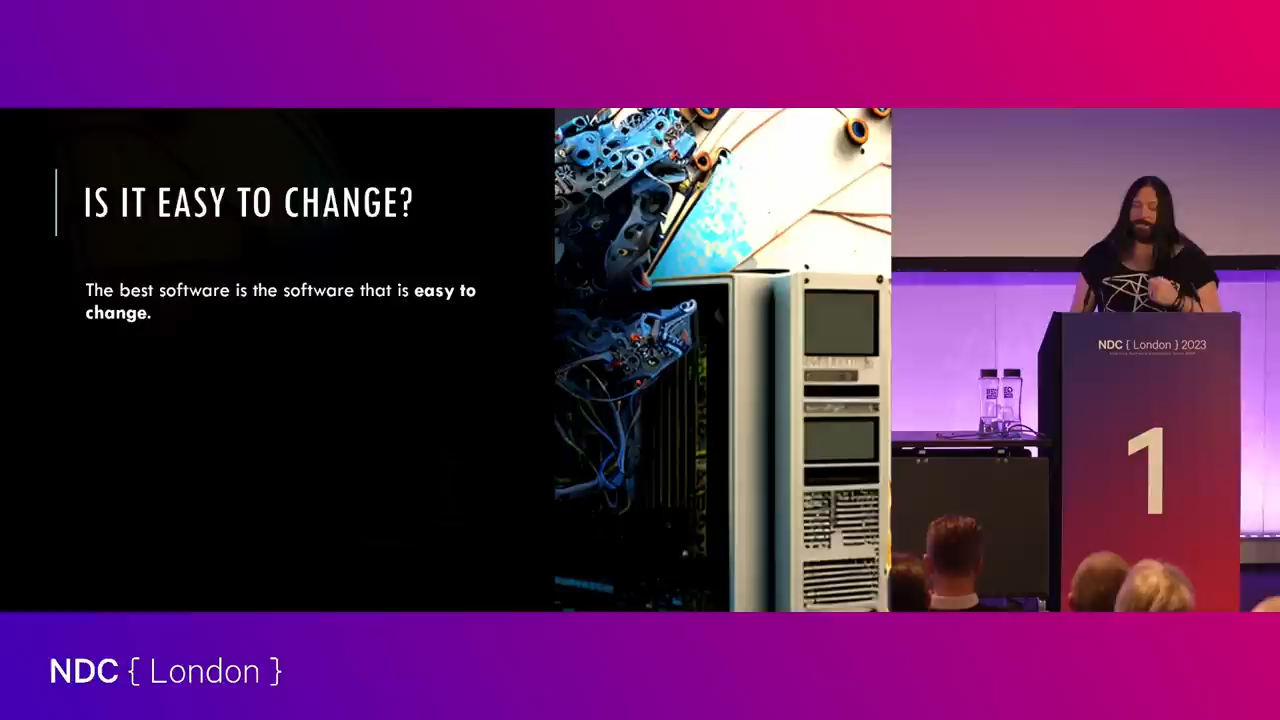 IS IT EASY TO CHANGE?
The best software is the software that is easy to
change.
NDC { London } 2023
1
NDC { London }